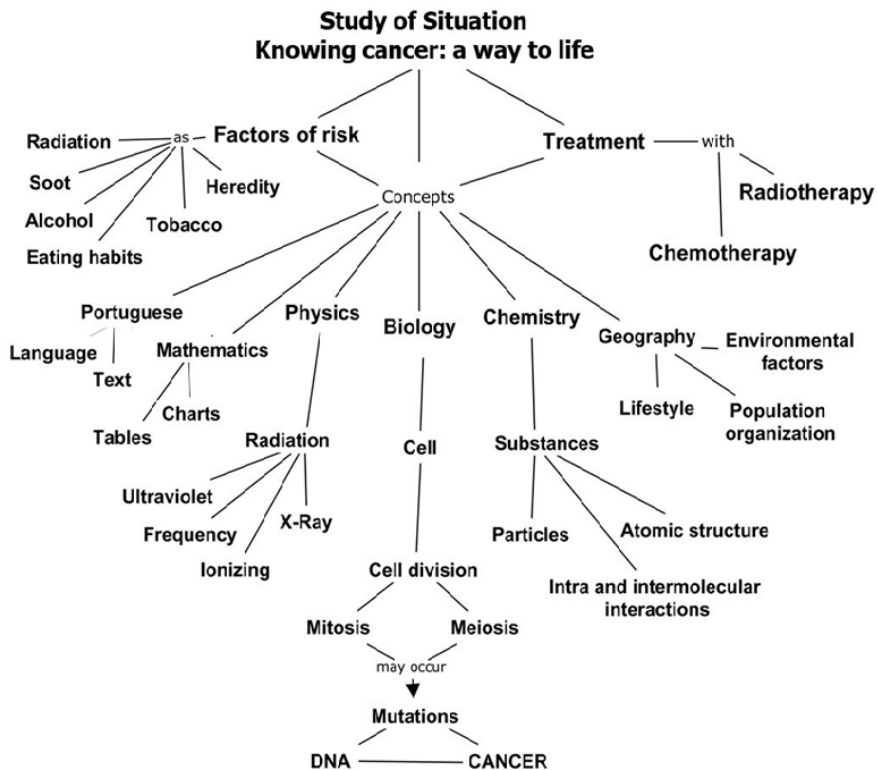 Study of Situation
Knowing cancer: a way to life
Factors of risk
as
Radiation
Soot
Alcohol
Eating habits
Tobacco
Heredity
Treatment
with
Radiotherapy
Chemotherapy
Concepts
Portuguese
Language
Text
Mathematics
Tables
Charts
Physics
Radiation
Ultraviolet
Frequency
Ionizing
X-Ray
Biology
Cell
Cell division
Mitosis
Meiosis
may occur
Mutations
DNA
CANCER
Chemistry
Substances
Particles
Intra and intermolecular
interactions
Atomic structure
Geography
Environmental
factors
Lifestyle
Population
organization